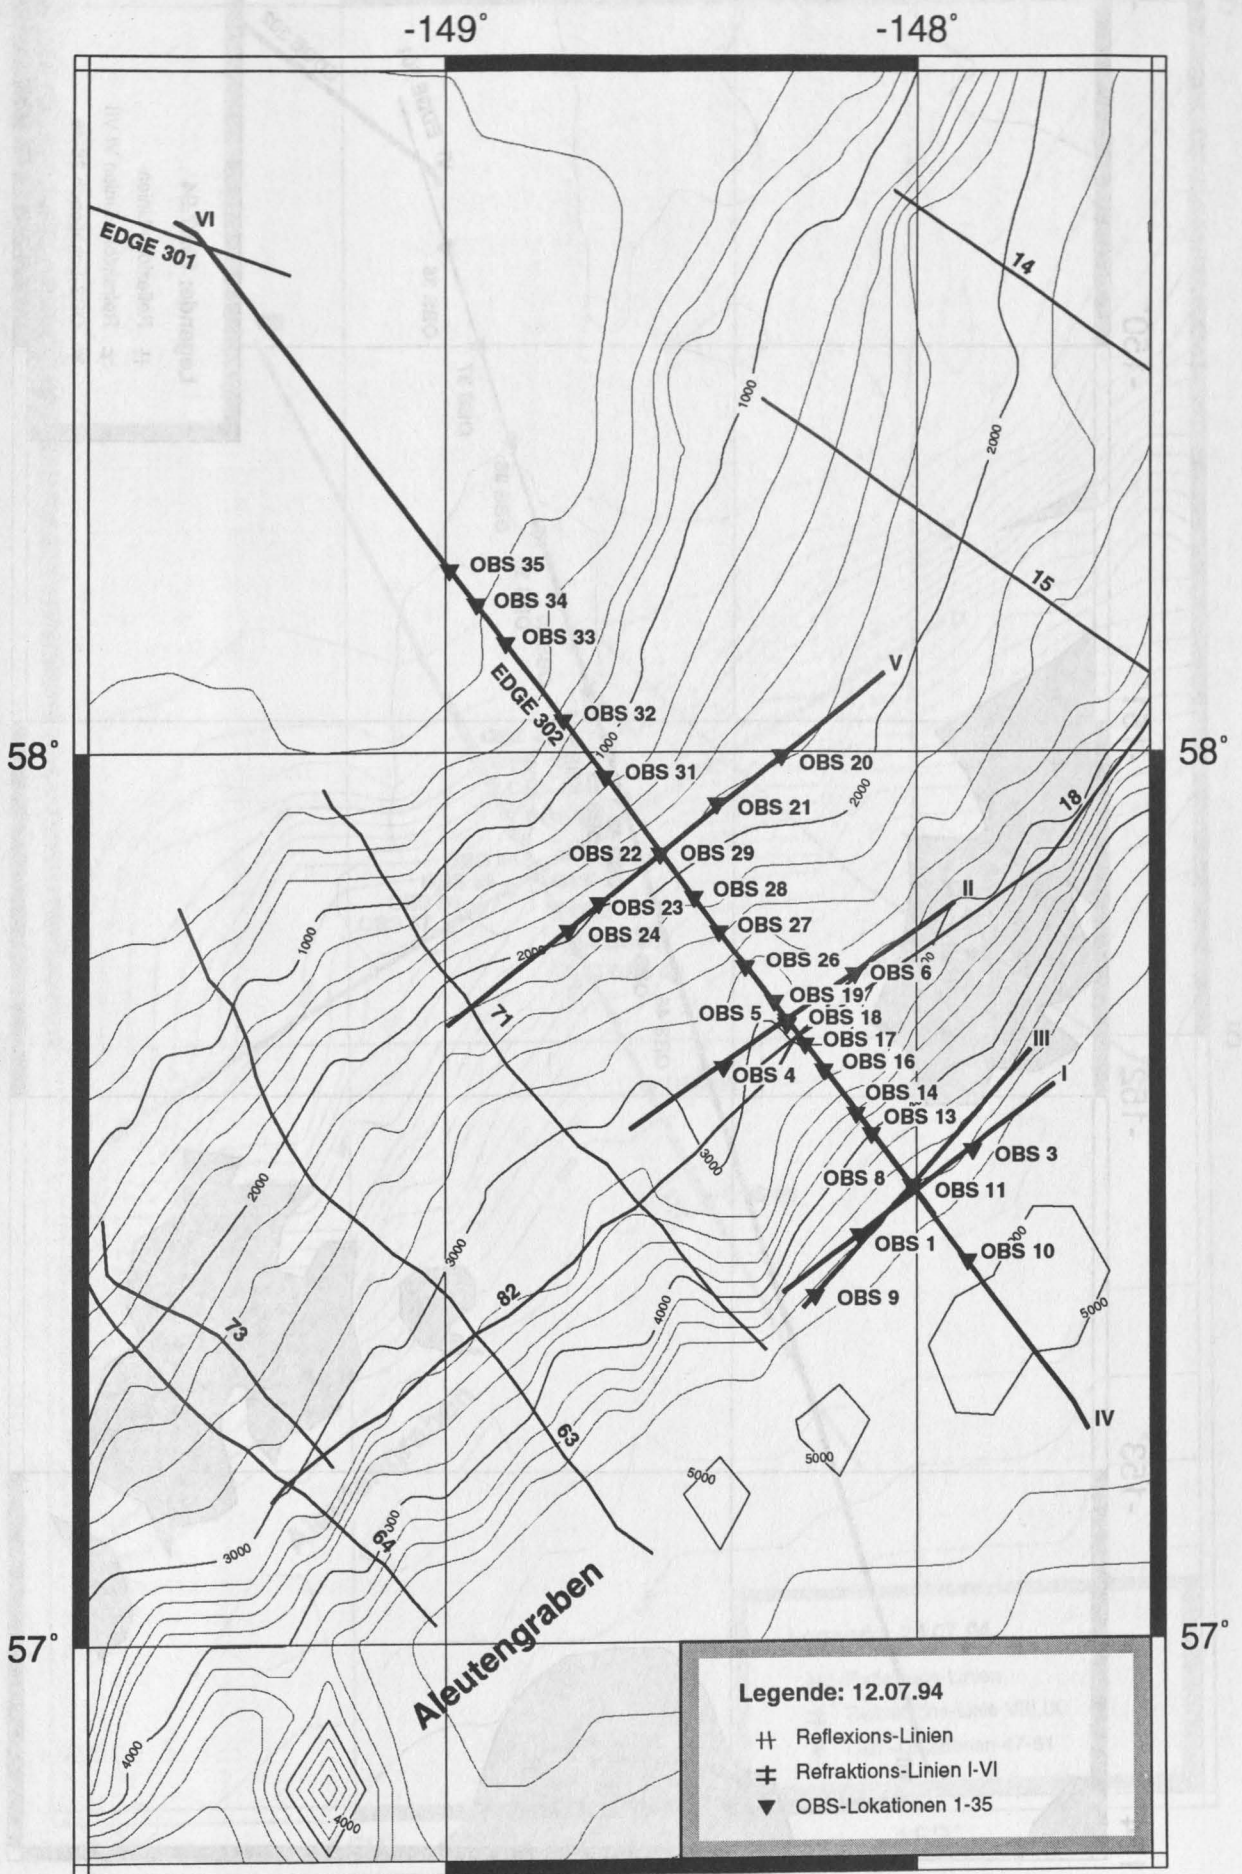 -149° -148°
VI
EDGE 301
14
1000
2000
15
OBS 35
OBS 34
OBS 33
EDGE 302
V
OBS 32
1000
58° 58°
OBS 20
OBS 31
2000
18
OBS 21
OBS 22
OBS 29
II
OBS 28
OBS 23
OBS 24
OBS 27
1000
2000
OBS 26
OBS 6
OBS 19
OBS 5
OBS 18
71
OBS 17
III
OBS 16
OBS 4
I
OBS 14
OBS 13
3000
OBS 3
OBS 8
OBS 11
2000
3000
OBS 1
OBS 10
82
OBS 9
4000
5000
73
63
IV
5000
5000
64
3000
Aleutengraben
57° 57°
4000
4000
Legende: 12.07.94
Reflexions-Linien
Refraktions-Linien I-VI
OBS-Lokationen 1-35